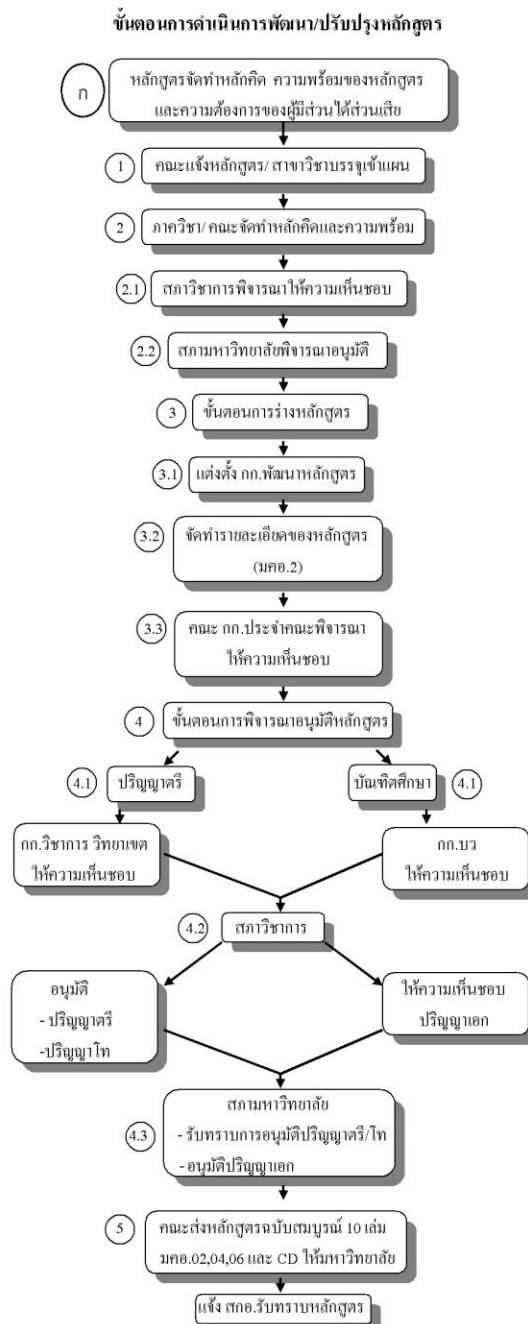 ขั้นตอนการดำเนินการพัฒนา/ปรับปรุงหลักสูตร
ก
หลักสูตรจัดทำหลักคิด ความพร้อมของหลักสูตร
และความต้องการของผู้มีส่วนได้ส่วนเสีย
1
คณะแจ้งหลักสูตร/ สาขาวิชาบรรจุเข้าแผน
2
ภาควิชา/ คณะจัดทำหลักคิดและความพร้อม
2.1
สภาวิชาการพิจารณาให้ความเห็นชอบ
2.2
สภามหาวิทยาลัยพิจารณาอนุมัติ
3
ขั้นตอนการร่างหลักสูตร
3.1
แต่งตั้ง กก.พัฒนาหลักสูตร
3.2
จัดทำรายละเอียดของหลักสูตร
(มคอ.2)
3.3
คณะ กก.ประจำคณะพิจารณา
ให้ความเห็นชอบ
4
ขั้นตอนการพิจารณาอนุมัติหลักสูตร
4.1
ปริญญาตรี
บัณฑิตศึกษา
4.1
กก.วิชาการ วิทยาเขต
ให้ความเห็นชอบ
กก.บว
ให้ความเห็นชอบ
4.2
สภาวิชาการ
อนุมัติ
- ปริญญาตรี
-ปริญญาโท
ให้ความเห็นชอบ
ปริญญาเอก
4.3
สภามหาวิทยาลัย
- รับทราบการอนุมัติปริญญาตรี/โท
-อนุมัติปริญญาเอก
5
คณะส่งหลักสูตรฉบับสมบูรณ์ 10 เล่ม
มคอ.02,04,06 และ CD ให้มหาวิทยาลัย
แจ้ง สกอ.รับทราบหลักสูตร